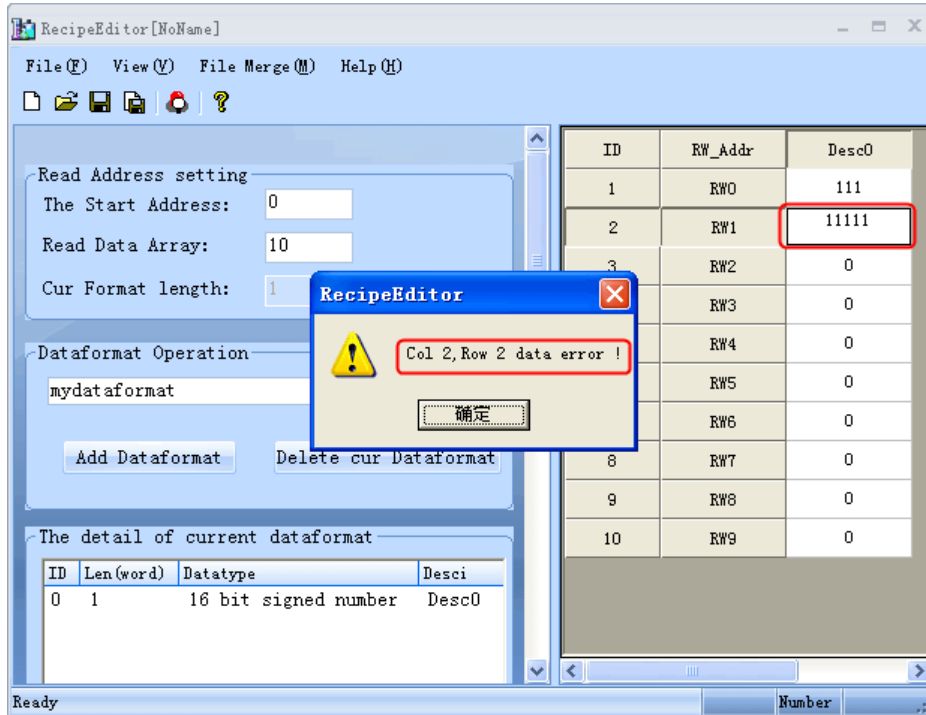 RecipeEditor[NoName]
File(F) View(V) File Merge(M) Help(H)
Read Address setting
The Start Address: 0
Read Data Array: 10
Cur Format length: 1
Dataformat Operation
mydataformat
Add Dataformat Delete cur Dataformat
The detail of current dataformat
ID Len(word) Datatype Desci
0 1 16 bit signed number Desc0
RecipeEditor
Col 2,Row 2 data error !
确定
ID RW_Addr Desc0
1 RW0 111
2 RW1 11111
3 RW2 0
RW3 0
RW4 0
RW5 0
RW6 0
8 RW7 0
9 RW8 0
10 RW9 0
Ready Number